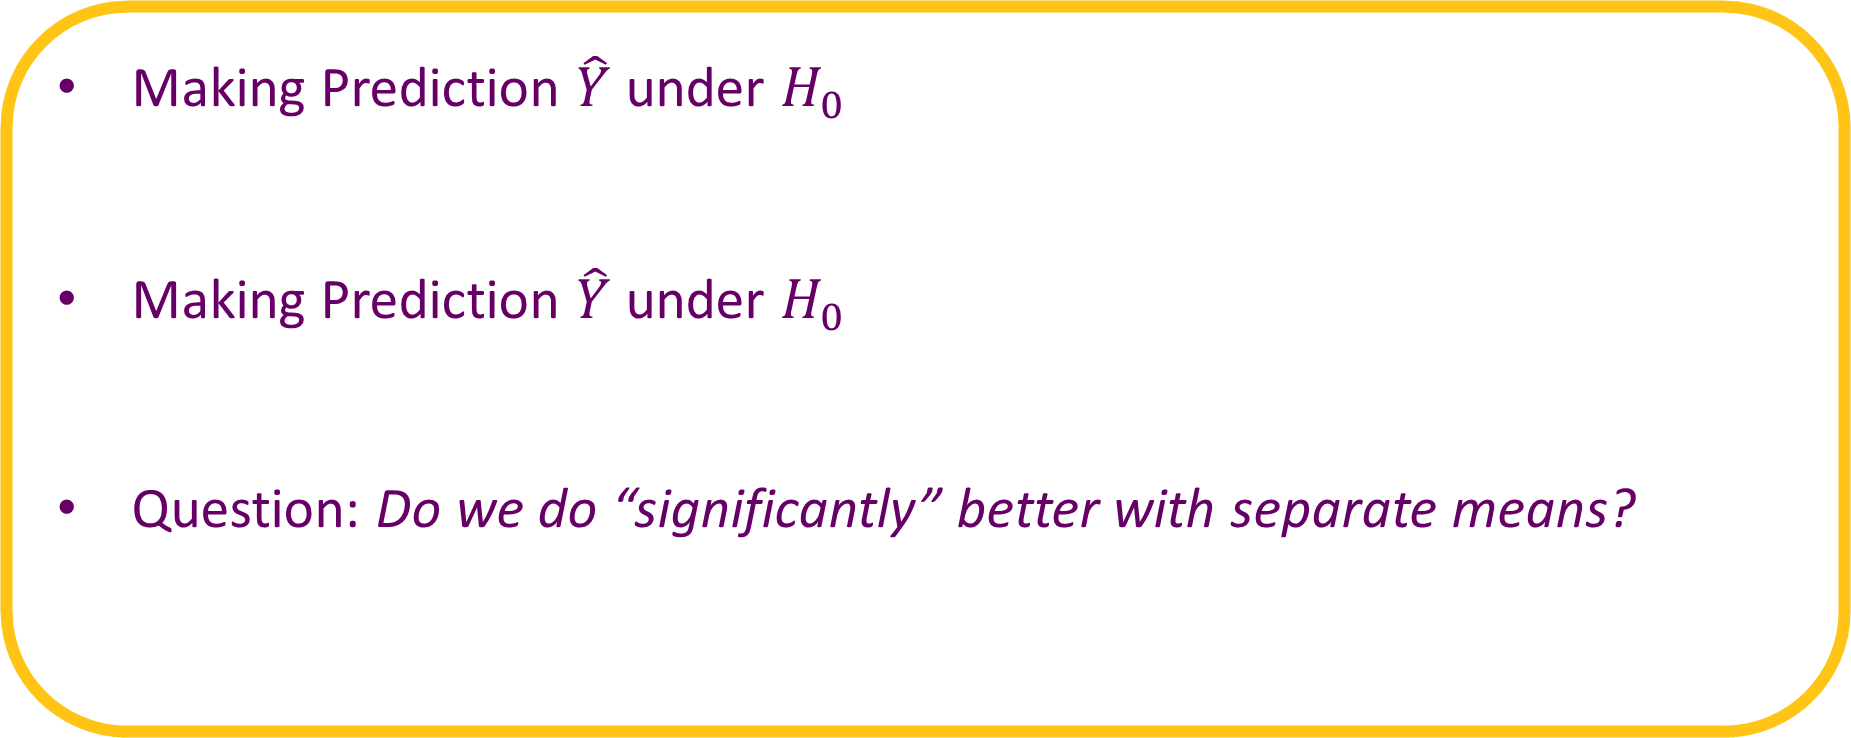 • Making Prediction Ŷ under H₀
• Making Prediction Ŷ under H₀
• Question: Do we do “significantly” better with separate means?